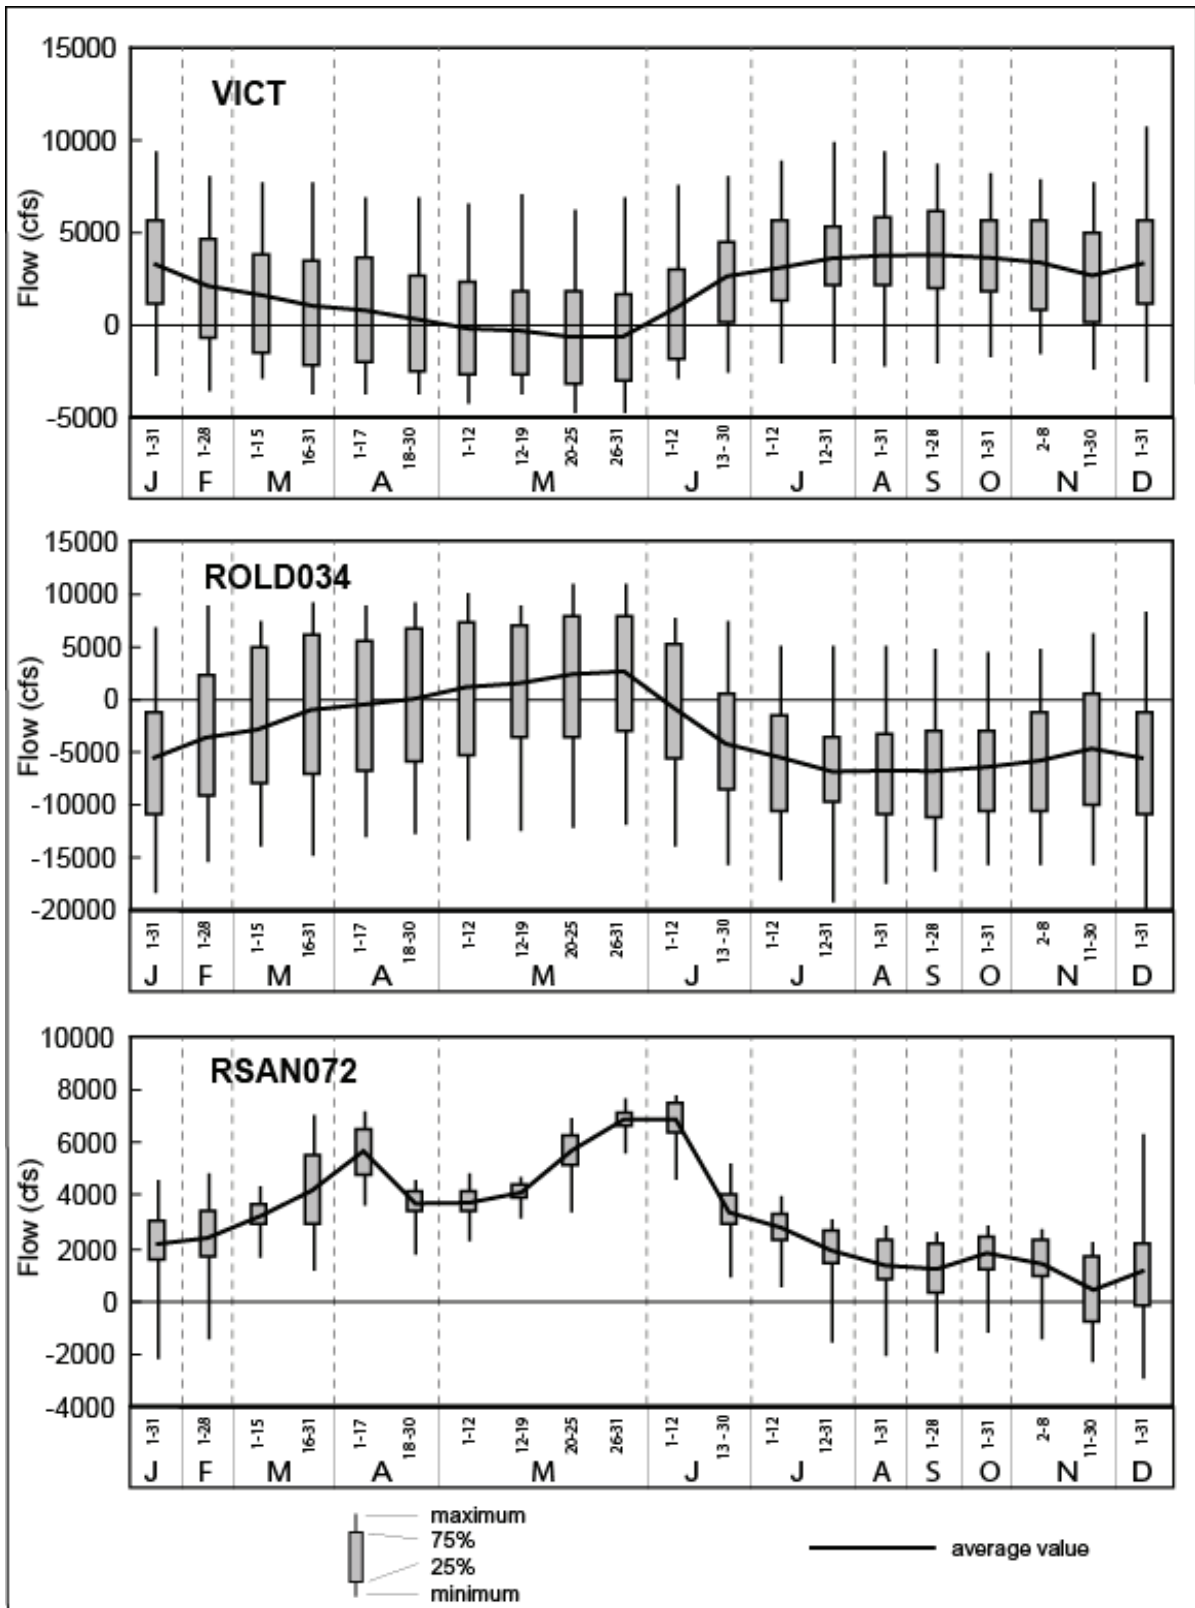 15000
VICT
10000
5000
0
-5000
Flow (cfs)
1-31 1-28 1-15 16-31 1-17 18-30 1-12 12-19 20-25 26-31 1-12 13 - 30 1-12 12-31 1-31 1-28 1-31 2-8 11-30 1-31
J F M A M J J A S O N D
15000
ROLD034
10000
5000
0
-5000
-10000
-15000
-20000
Flow (cfs)
1-31 1-28 1-15 16-31 1-17 18-30 1-12 12-19 20-25 26-31 1-12 13 - 30 1-12 12-31 1-31 1-28 1-31 2-8 11-30 1-31
J F M A M J J A S O N D
10000
RSAN072
8000
6000
4000
2000
0
-2000
-4000
Flow (cfs)
1-31 1-28 1-15 16-31 1-17 18-30 1-12 12-19 20-25 26-31 1-12 13 - 30 1-12 12-31 1-31 1-28 1-31 2-8 11-30 1-31
J F M A M J J A S O N D
maximum
75%
25%
minimum
average value